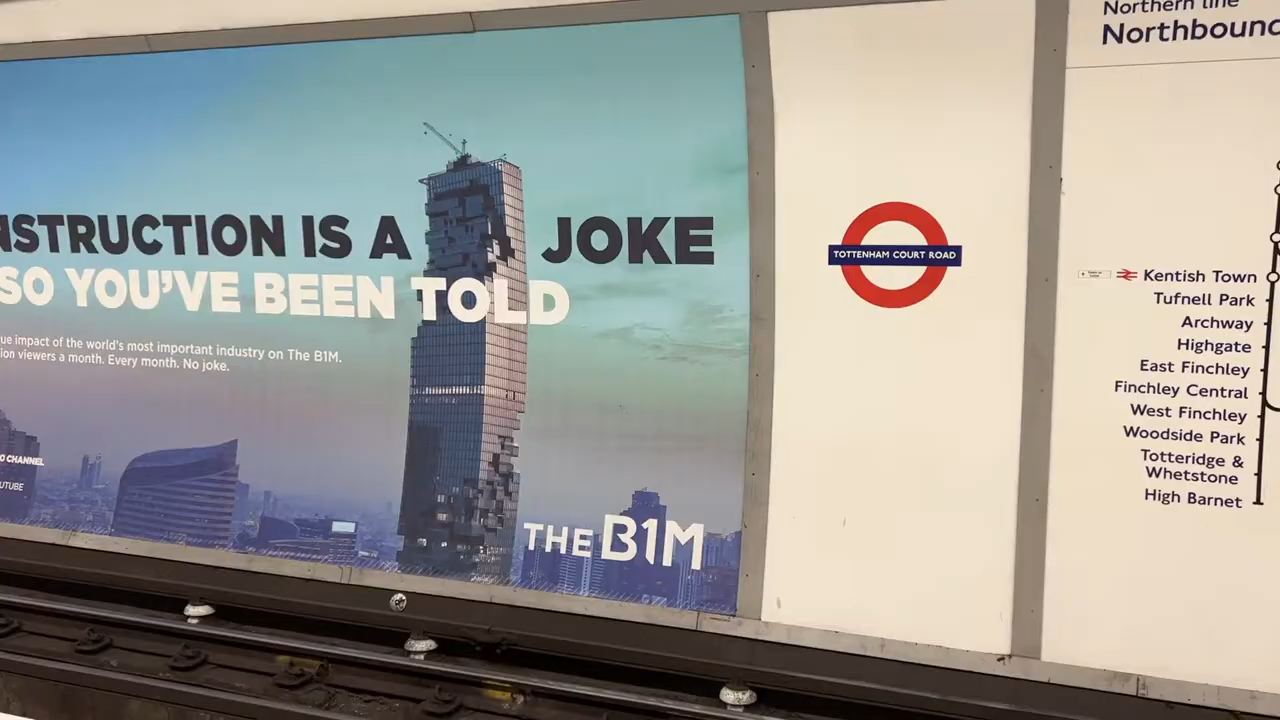 NSTRUCTION IS A JOKE
SO YOU'VE BEEN TOLD
ue impact of the world's most important industry on The B1M.
ion viewers a month. Every month. No joke.
CHANNEL
UTUBE
THE B1M
TOTTENHAM COURT ROAD
Northern line
Northbound
Kentish Town
Tufnell Park
Archway
Highgate
East Finchley
Finchley Central
West Finchley
Woodside Park
Totteridge &
Whetstone
High Barnet